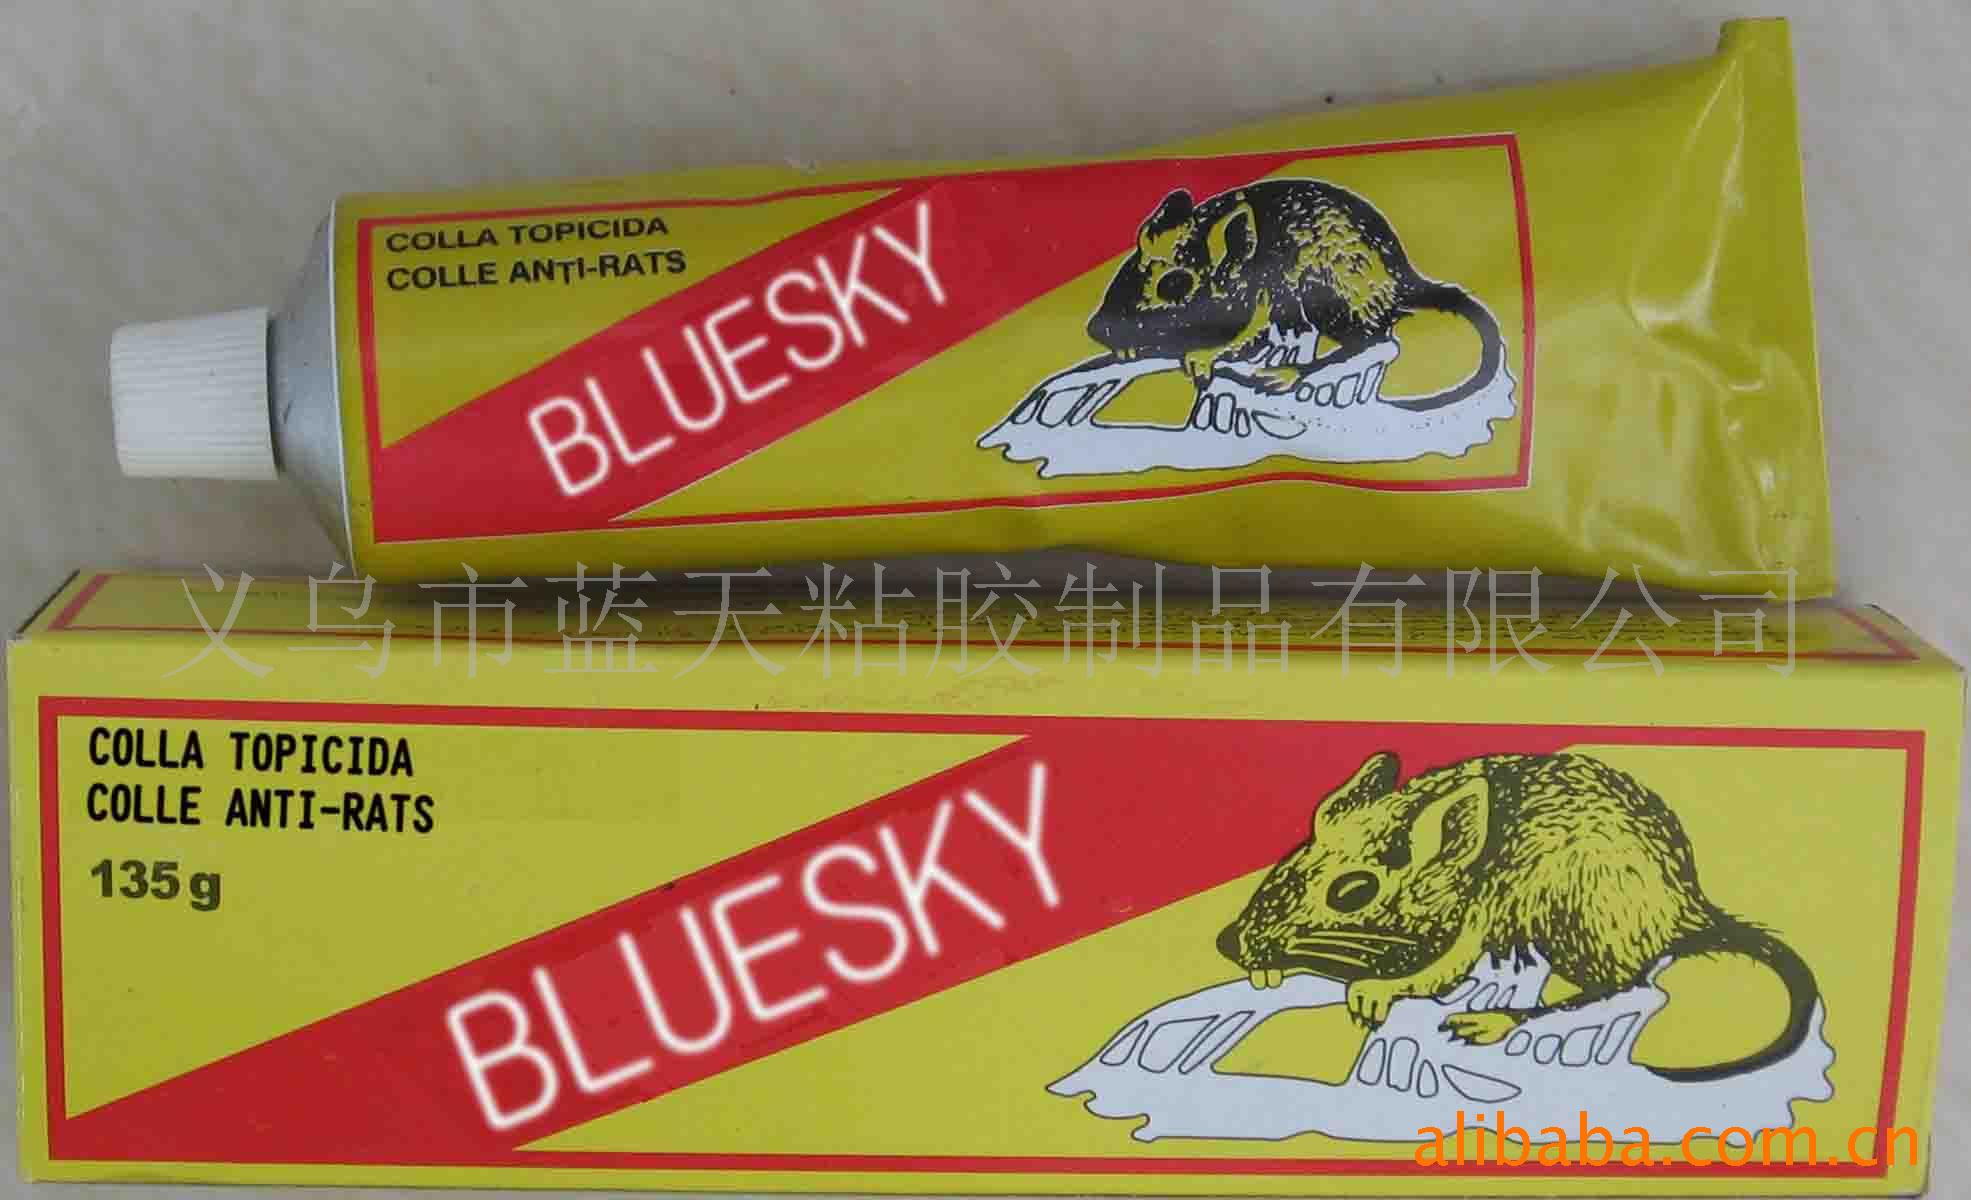 COLLA TOPICIDA
COLLE ANTI-RATS
BLUESKY
义乌市蓝天粘胶制品有限公司
COLLA TOPICIDA
COLLE ANTI-RATS
135g
BLUESKY
alibaba.com.cn